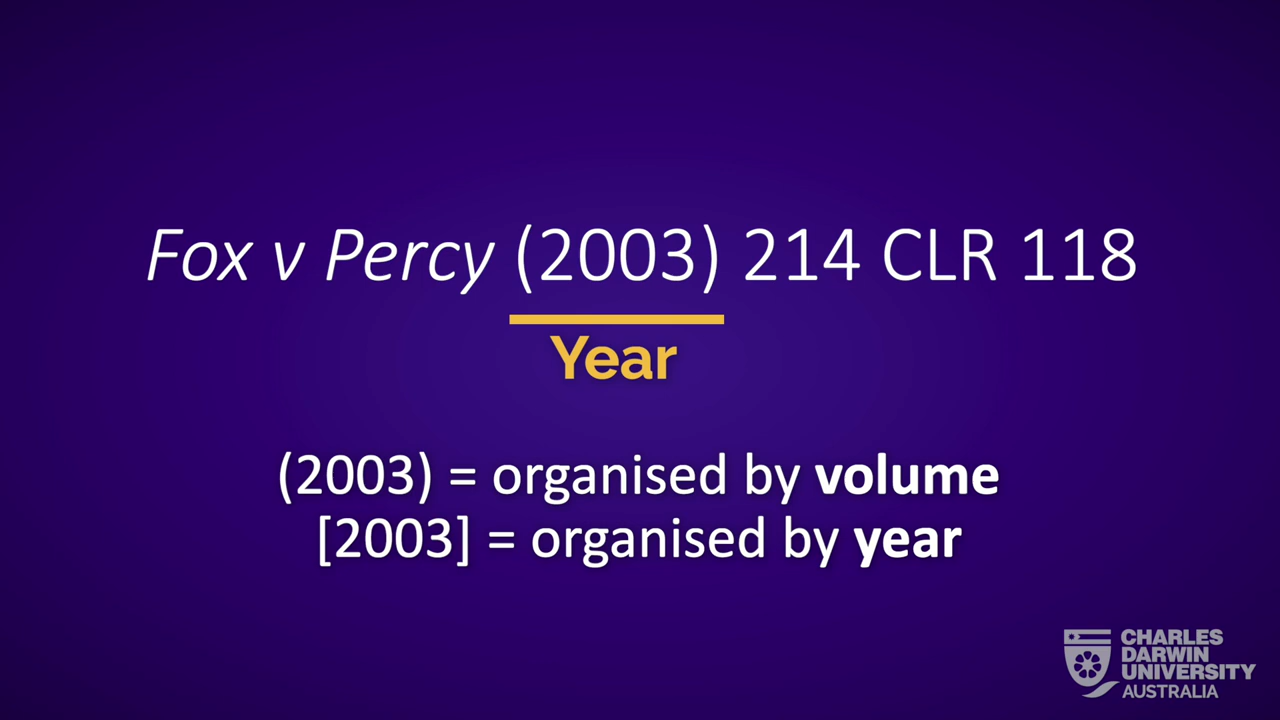 Fox v Percy (2003) 214 CLR 118
Year
(2003) = organised by volume
[2003] = organised by year
CHARLES
DARWIN
UNIVERSITY
AUSTRALIA